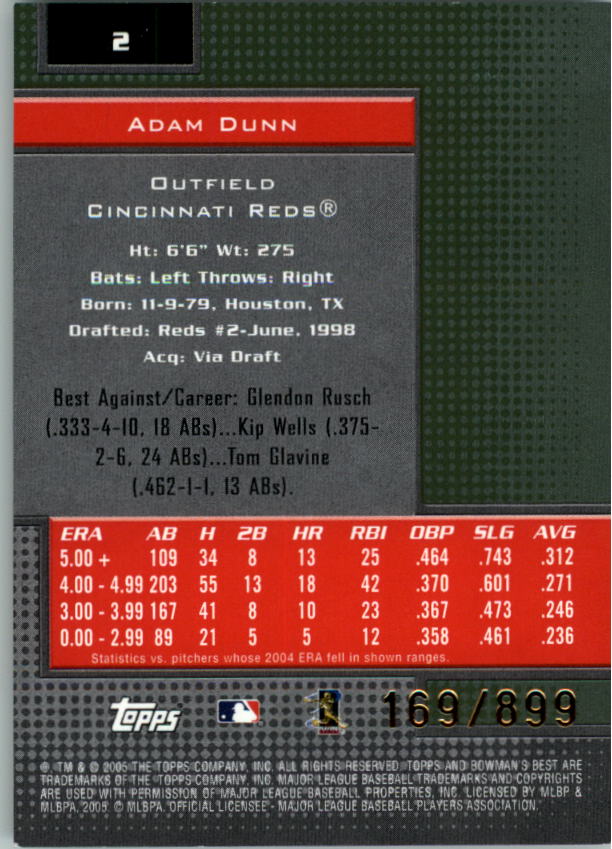 2
ADAM DUNN
OUTFIELD
CINCINNATI REDS®
Ht: 6'6" Wt: 275
Bats: Left Throws: Right
Born: 11-9-79, Houston, TX
Drafted: Reds #2-June, 1998
Acq: Via Draft
Best Against/Career: Glendon Rusch
(.333-4-10, 18 ABs)...Kip Wells (.375-
2-6, 24 ABs)...Tom Glavine
(.462-1-1, 13 ABs).
ERA AB H 2B HR RBI OBP SLG AVG
5.00 + 109 34 8 13 25 .464 .743 .312
4.00 - 4.99 203 55 13 18 42 .370 .601 .271
3.00 - 3.99 167 41 8 10 23 .367 .473 .246
0.00 - 2.99 89 21 5 5 12 .358 .461 .236
Statistics vs. pitchers whose 2004 ERA fell in shown ranges.
topps 169/899
® TM & © 2005 THE TOPPS COMPANY, INC. ALL RIGHTS RESERVED. TOPPS AND BOWMAN'S BEST ARE
TRADEMARKS OF THE TOPPS COMPANY, INC. MAJOR LEAGUE BASEBALL TRADEMARKS AND COPYRIGHTS
ARE USED WITH PERMISSION OF MAJOR LEAGUE BASEBALL PROPERTIES, INC. LICENSED BY MLBP &
MLBPA, 2005. © MLBPA. OFFICIAL LICENSEE - MAJOR LEAGUE BASEBALL PLAYERS ASSOCIATION.